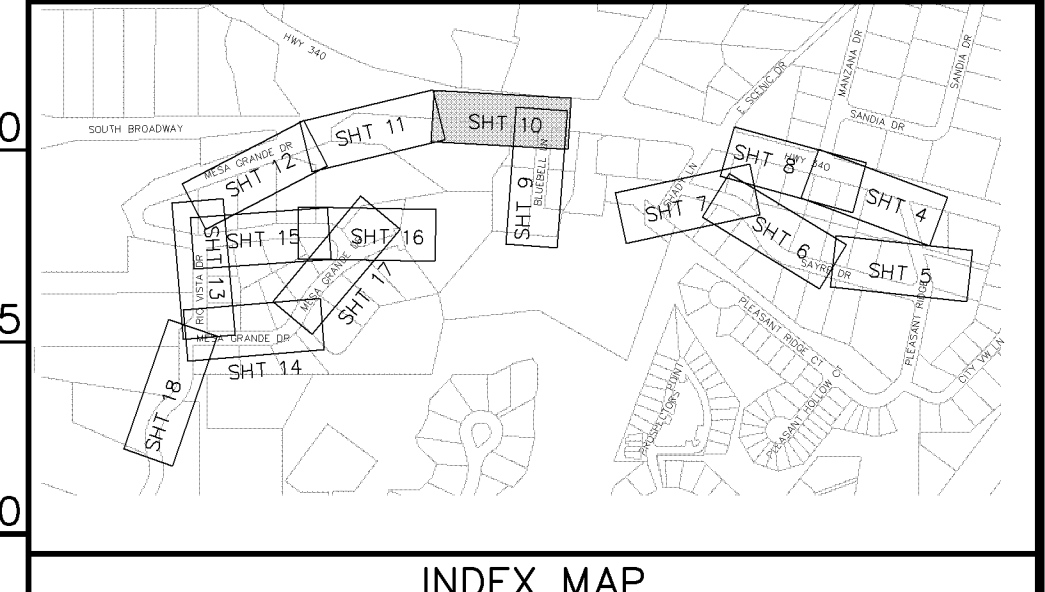 HWY 340
MANZANA DR
SANDIA DR
E SCENIC DR
SANDIA DR
SOUTH BROADWAY
SHT 11
SHT 10
0
MESA GRANDE DR
SHT 12
BLUEBELL LN
SHT 9
HWY 340
SHT 8
SHT 7
SHT 4
SHT 6
SAYRE DR
SHT 5
SHT 15
SHT 16
SHT 13
RIO VISTA DR
MESA GRANDE
SHT 17
5
MESA GRANDE DR
SHT 14
SHT 18
PLEASANT RIDGE CT
PLEASANT RIDGE
CITY VW LN
PLEASANT HOLLOW CT
PROSPECTORS POINT
0
INDEX MAP